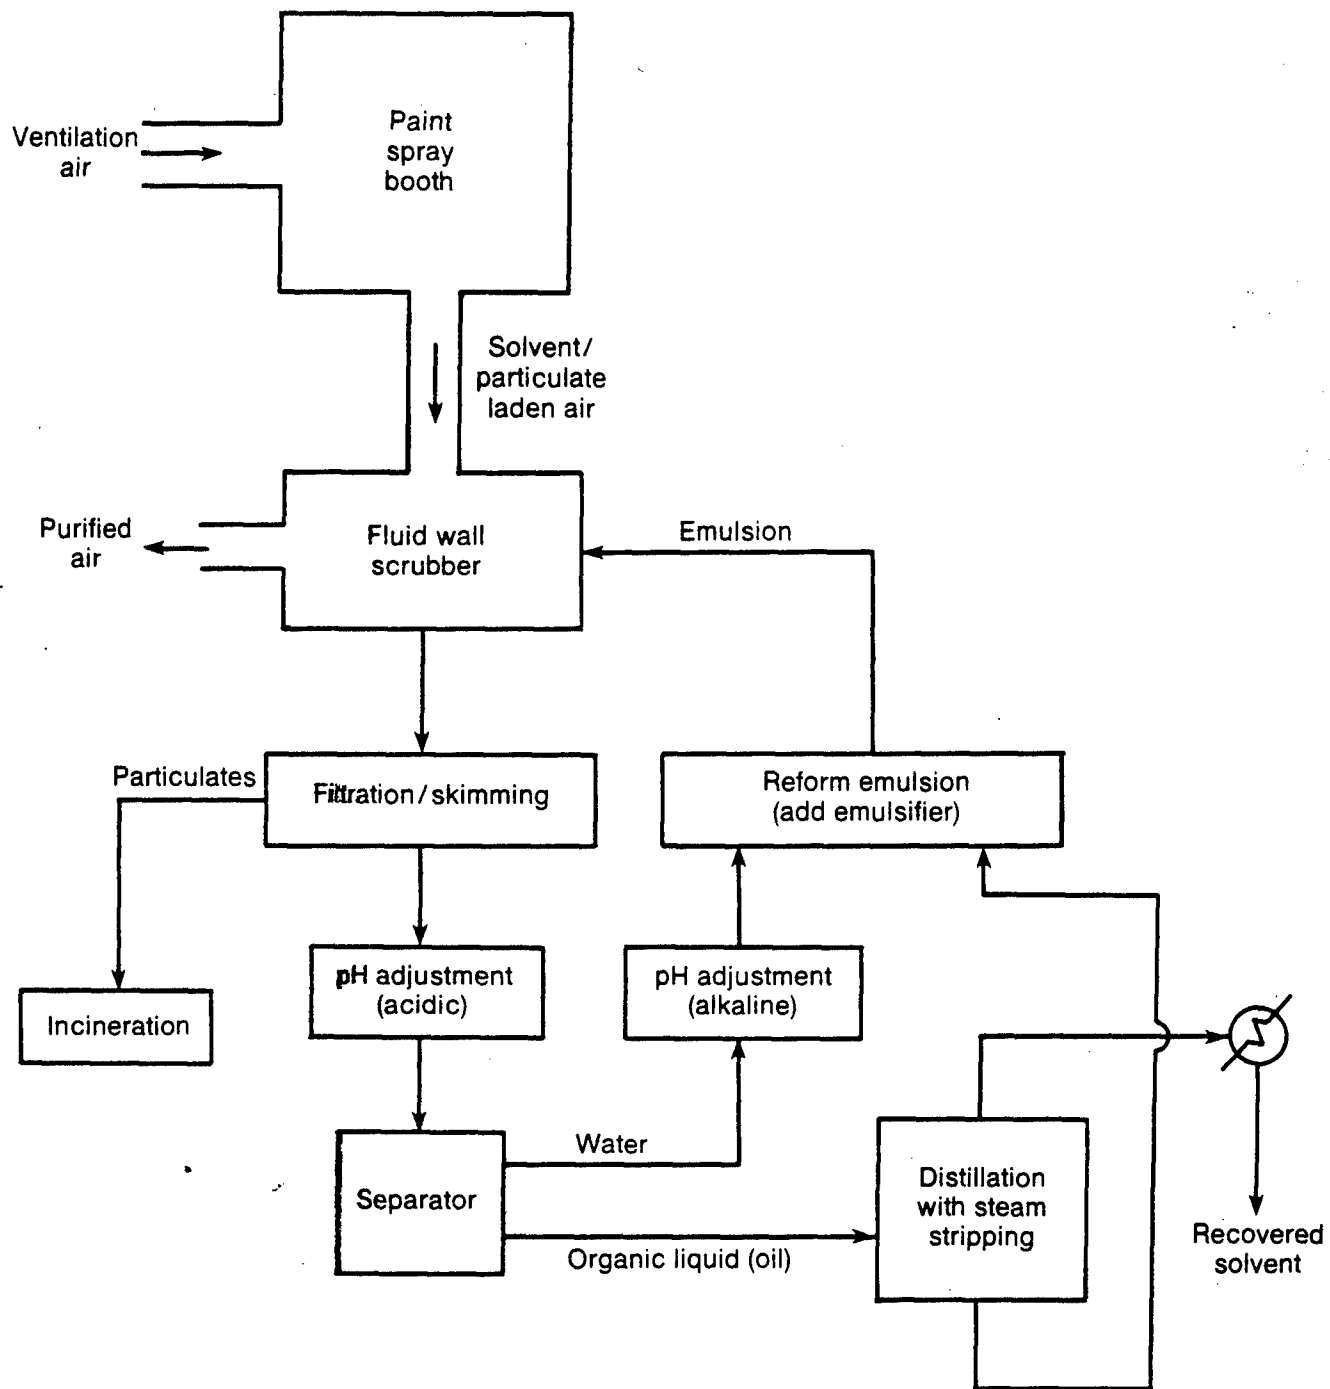 Paint
spray
booth
Ventilation
air
Solvent/
particulate
laden air
Purified
air
Fluid wall
scrubber
Emulsion
Particulates
Filtration/skimming
Reform emulsion
(add emulsifier)
Incineration
pH adjustment
(acidic)
pH adjustment
(alkaline)
Separator
Water
Organic liquid (oil)
Distillation
with steam
stripping
Recovered
solvent